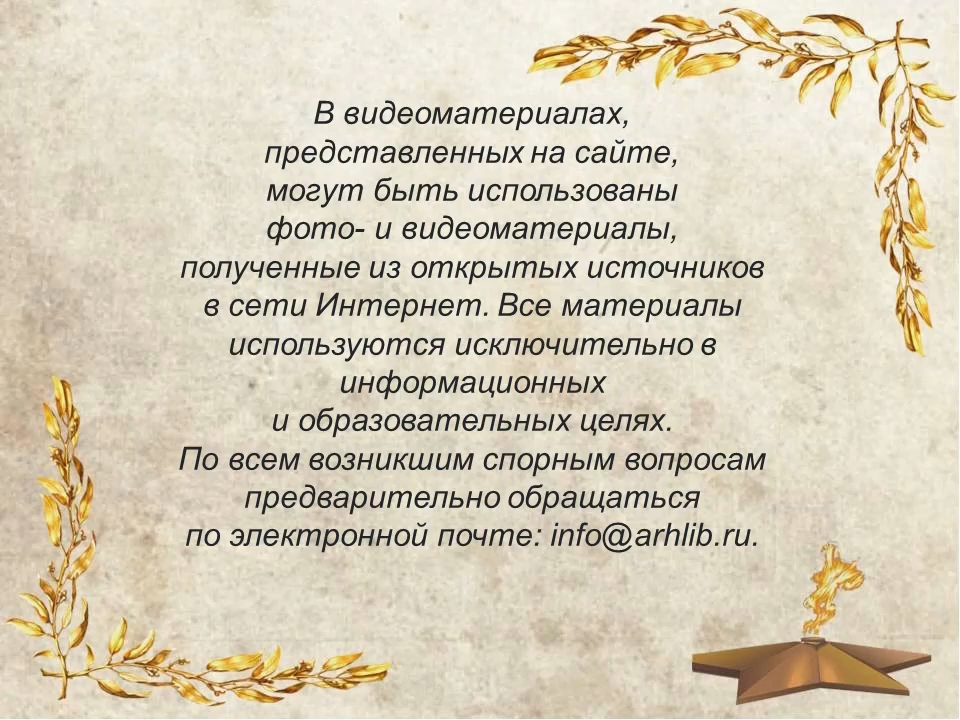 В видеоматериалах,
представленных на сайте,
могут быть использованы
фото- и видеоматериалы,
полученные из открытых источников
в сети Интернет. Все материалы
используются исключительно в
информационных
и образовательных целях.
По всем возникшим спорным вопросам
предварительно обращаться
по электронной почте: info@arhlib.ru.